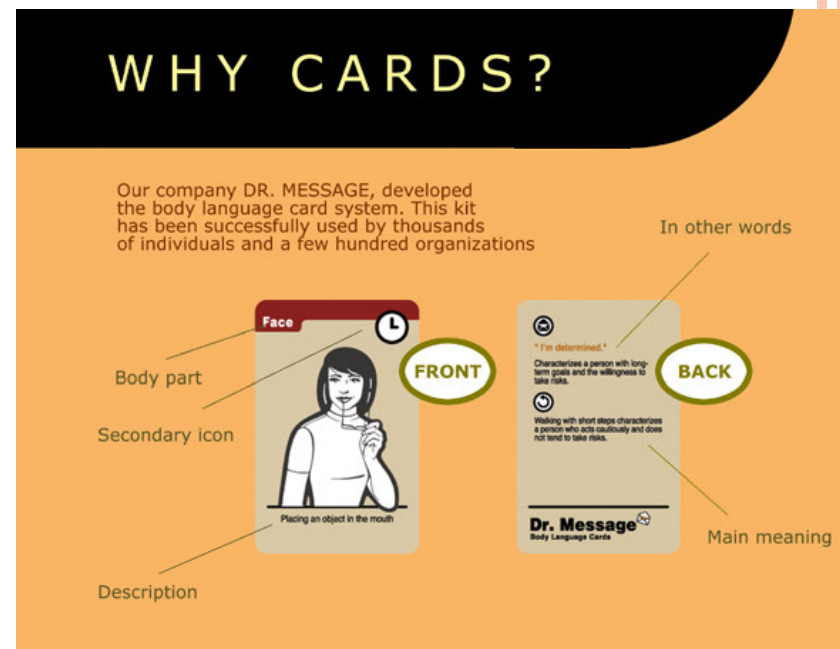 WHY CARDS?
Our company DR. MESSAGE, developed
the body language card system. This kit
has been successfully used by thousands
of individuals and a few hundred organizations
In other words
Face
Body part
Secondary icon
FRONT
Placing an object in the mouth
Description
"I'm determined."
Characterizes a person with long-
term goals and the willingness to
take risks.
BACK
Walking with short steps characterizes
a person who acts cautiously and does
not tend to take risks.
Dr. Message
Body Language Cards
Main meaning